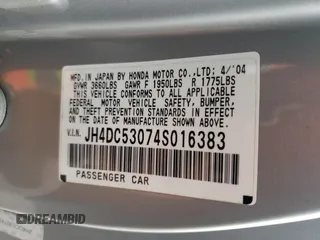 MFD. IN JAPAN BY HONDA MOTOR CO.,LTD; 4/'04
GVWR 3660LBS GAWR F 1950LBS R 1775LBS
THIS VEHICLE CONFORMS TO ALL APPLICABLE
FEDERAL MOTOR VEHICLE SAFETY, BUMPER,
AND THEFT PREVENTION STANDARDS IN
EFFECT ON THE DATE OF MANUFACTURE
SHOWN ABOVE.
V.I.N. JH4DC53074S016383
PASSENGER CAR
DREAMBID